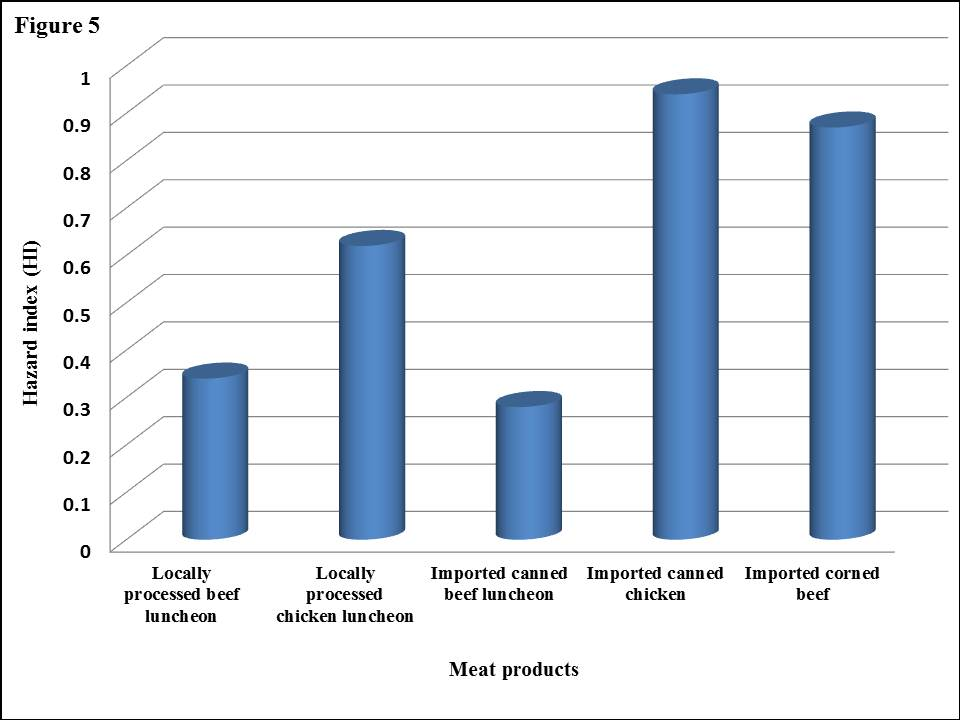 Figure 5
Hazard index (HI)
1
0.9
0.8
0.7
0.6
0.5
0.4
0.3
0.2
0.1
0
Locally
processed beef
luncheon
Locally
processed
chicken luncheon
Imported canned
beef luncheon
Imported canned
chicken
Imported corned
beef
Meat products